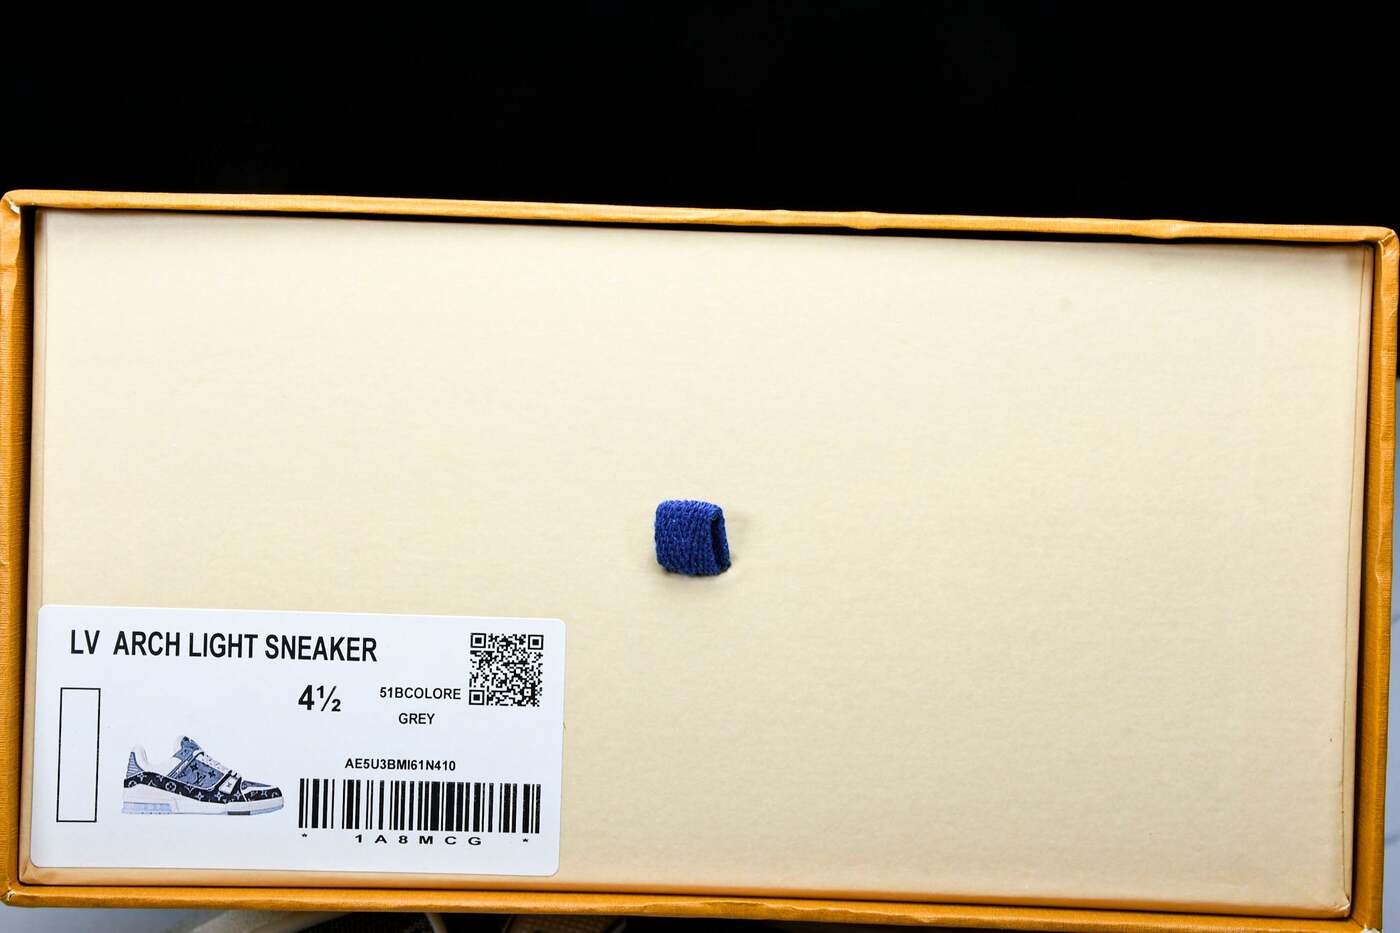 LV ARCH LIGHT SNEAKER
4½
51BCOLORE
GREY
AE5U3BMI61N410
* 1A8MCG *